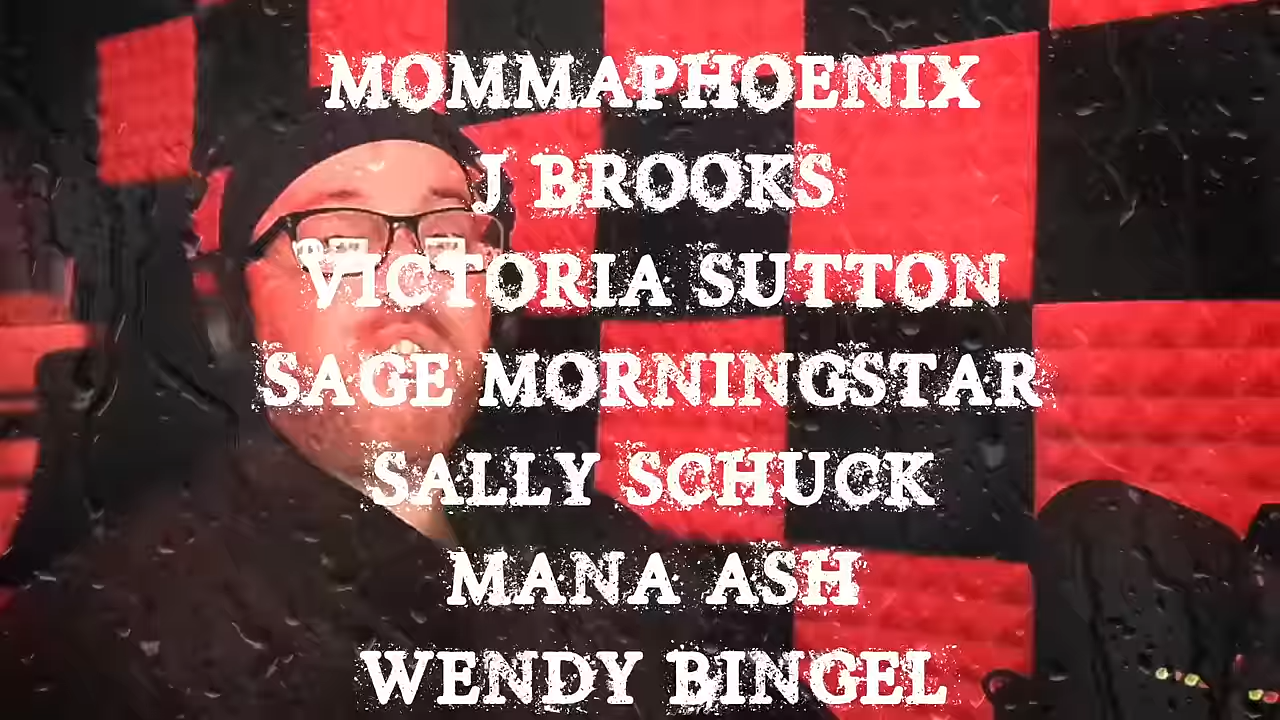 MOMMAPHOENIX
J BROOKS
VICTORIA SUTTON
SAGE MORNINGSTAR
SALLY SCHUCK
MANA ASH
WENDY BINGEL